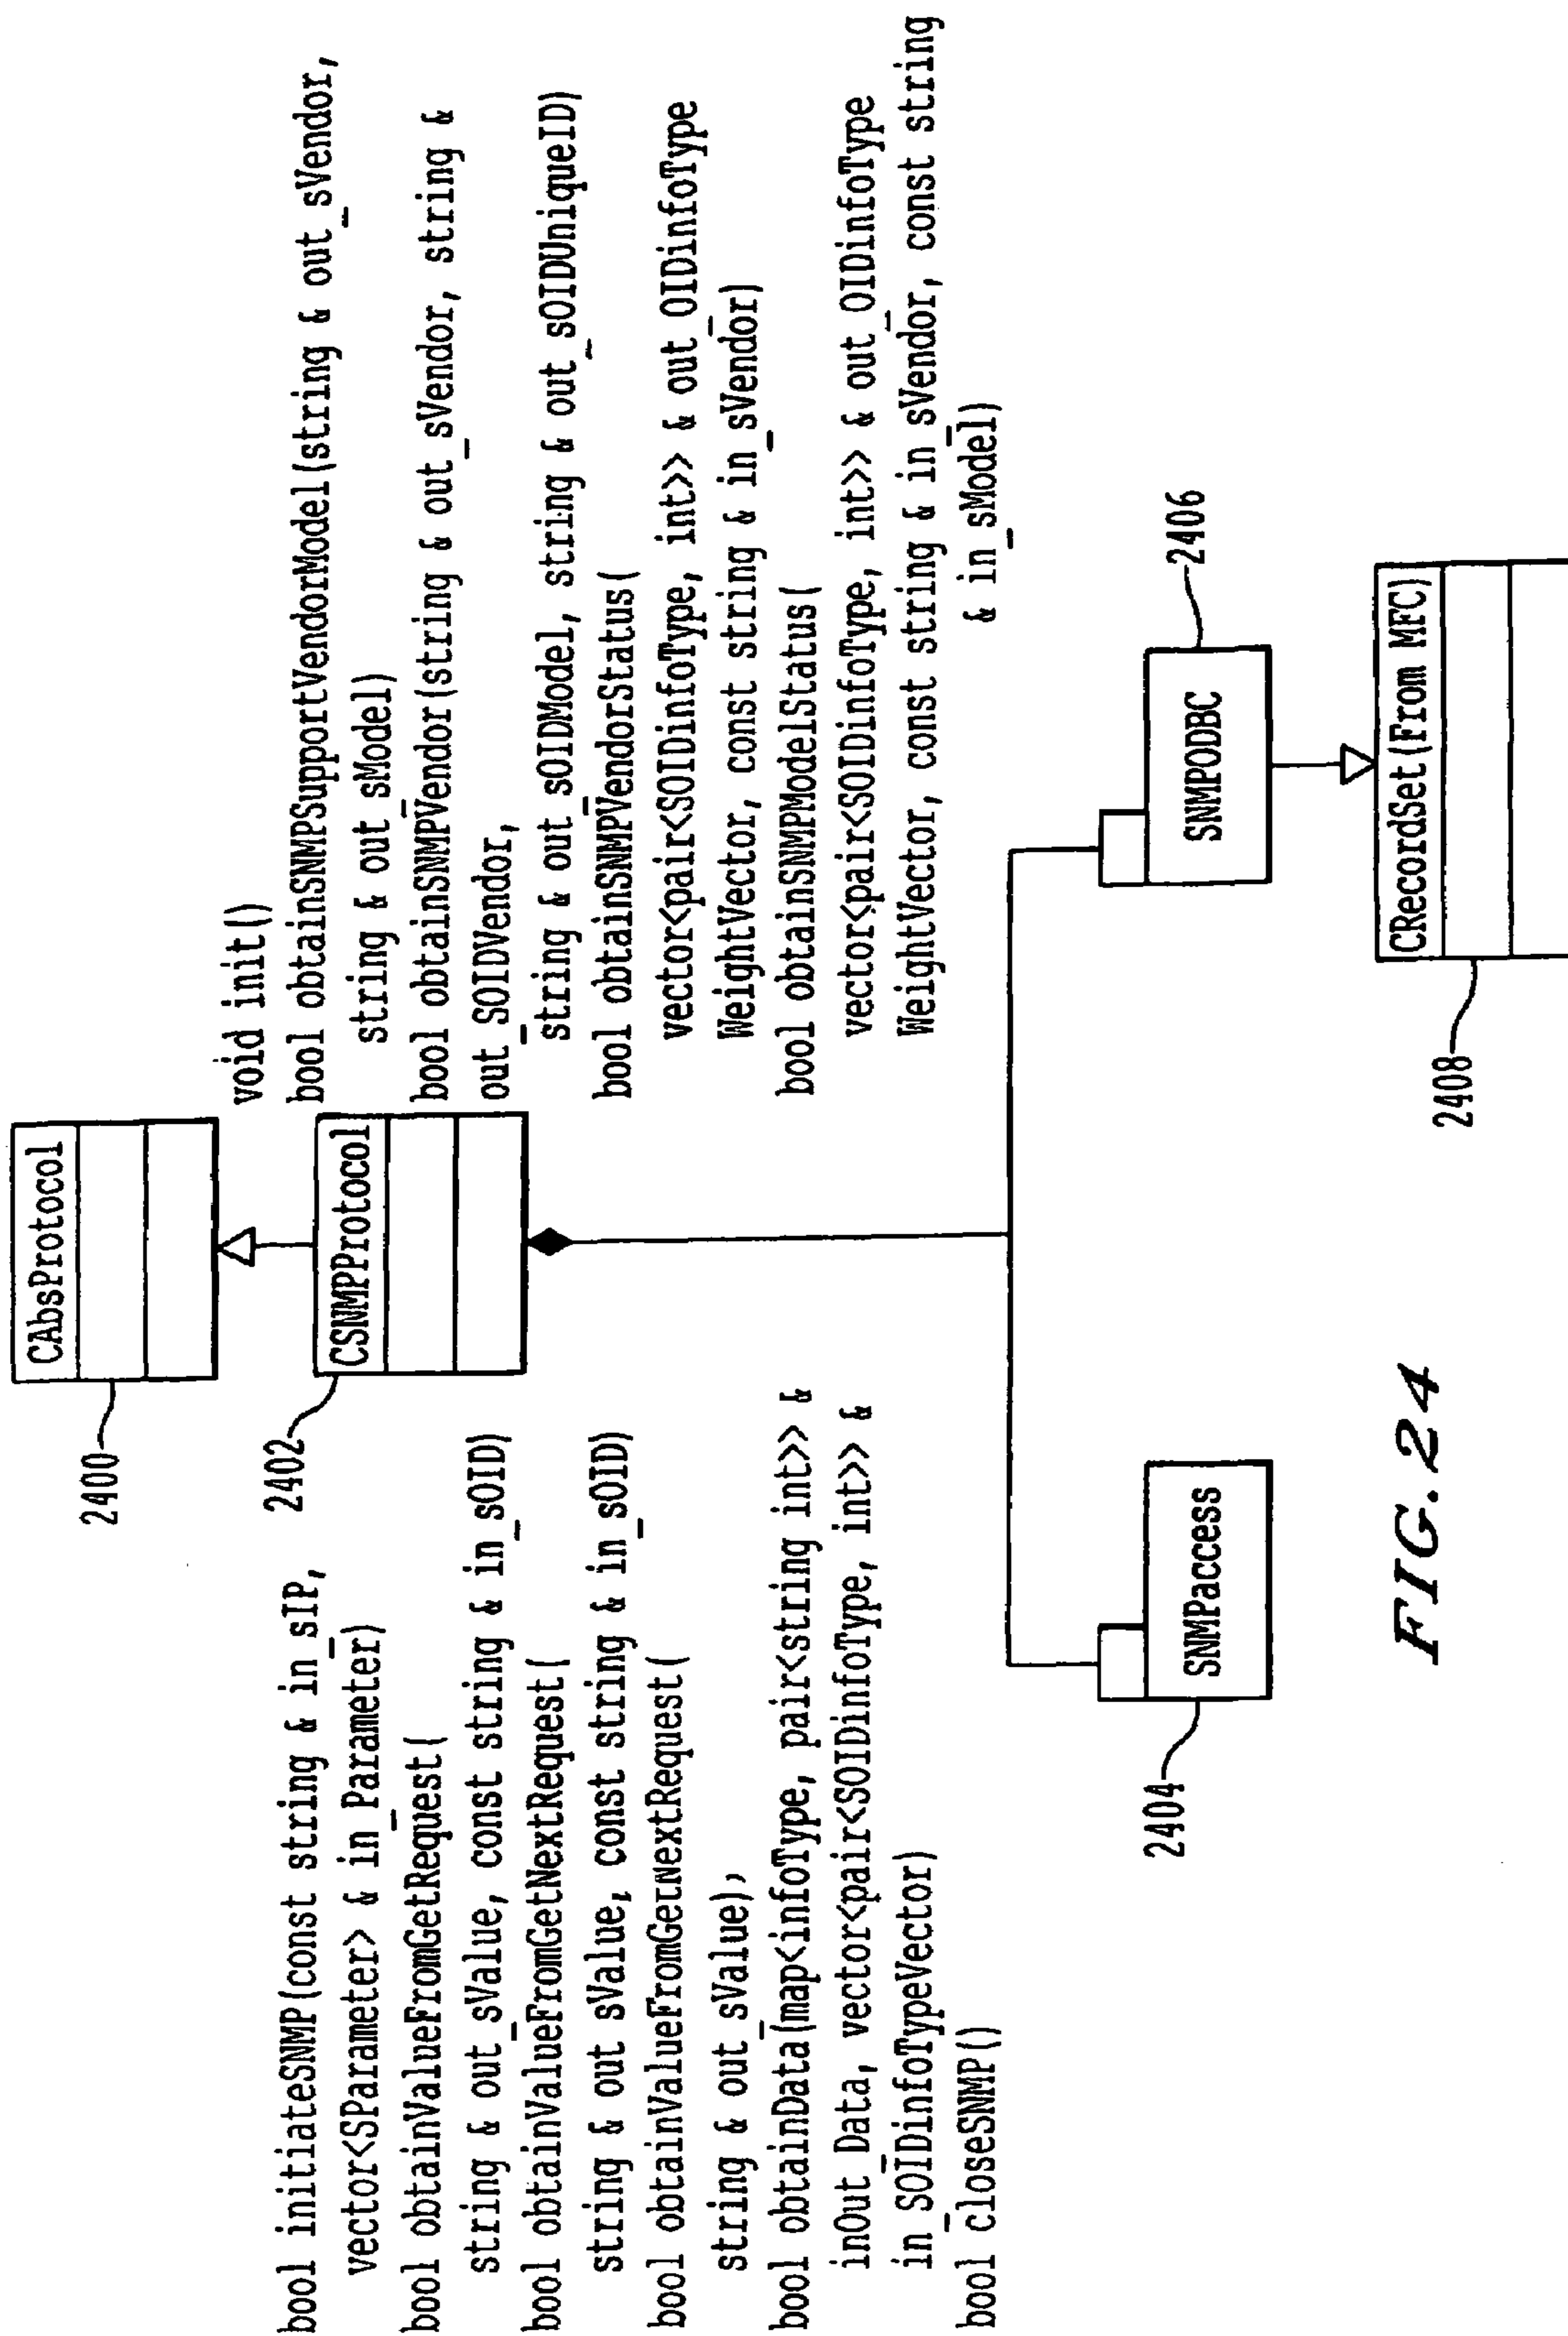 CAbsProtocol
2400
2402
CSNMPProtocol
bool initiateSNMP(const string & in_sIP,
vector<SParameter> & in_Parameter)
bool obtainValueFromGetRequest(
string & out_sValue, const string & in_sOID)
bool obtainValueFromGetNextRequest(
string & out_sValue, const string & in_sOID)
bool obtainValueFromGetNextRequest(
string & out_sValue),
bool obtainData(map<infoType, pair<string int>> &
inOut_Data, vector<pair<SOIDinfoType, int>> &
in_SOIDinfoTypeVector)
bool closeSNMP()
void init()
bool obtainSNMPSupportVendorModel(string & out_sVendor,
string & out_sModel)
bool obtainSNMPVendor(string & out_sVendor, string &
out_SOIDVendor,
string & out_sOIDModel, string & out_sOIDUniqueID)
bool obtainSNMPVendorStatus(
vector<pair<SOIDinfoType, int>> & out_OIDinfoType
WeightVector, const string & in_sVendor)
bool obtainSNMPModelStatus(
vector<pair<SOIDinfoType, int>> & out_OIDinfoType
WeightVector, const string & in_sVendor, const string
& in_sModel)
SNMPaccess
2404
SNMPODBC
2406
CRecordSet(From MFC)
2408
FIG. 24